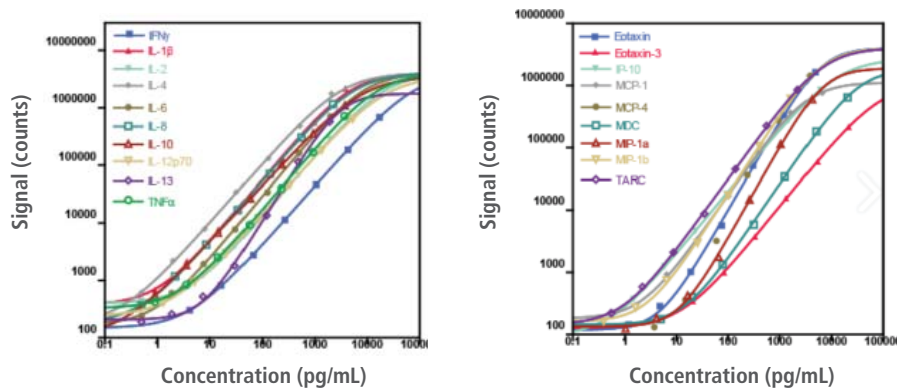 Signal (counts)
10000000
1000000
100000
10000
1000
100
IFNγ
IL-1β
IL-2
IL-4
IL-6
IL-8
IL-10
IL-12p70
IL-13
TNFα
0.1 1 10 100 1000 10000
Concentration (pg/mL)
Signal (counts)
10000000
1000000
100000
10000
1000
100
Eotaxin
Eotaxin-3
IP-10
MCP-1
MCP-4
MDC
MIP-1a
MIP-1b
TARC
0.1 1 10 100 1000 10000
Concentration (pg/mL)